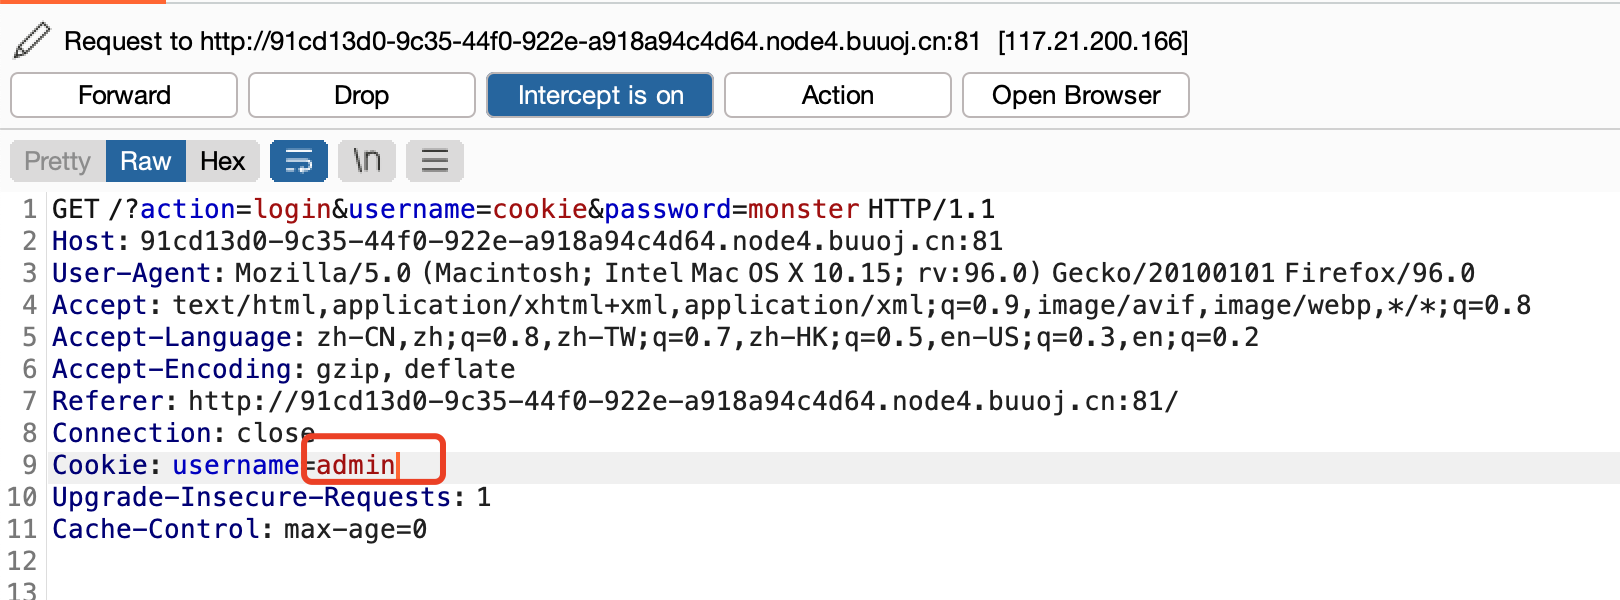 Request to http://91cd13d0-9c35-44f0-922e-a918a94c4d64.node4.buuoj.cn:81 [117.21.200.166]
Forward Drop Intercept is on Action Open Browser
Pretty Raw Hex \n
1 GET /?action=login&username=cookie&password=monster HTTP/1.1
2 Host: 91cd13d0-9c35-44f0-922e-a918a94c4d64.node4.buuoj.cn:81
3 User-Agent: Mozilla/5.0 (Macintosh; Intel Mac OS X 10.15; rv:96.0) Gecko/20100101 Firefox/96.0
4 Accept: text/html,application/xhtml+xml,application/xml;q=0.9,image/avif,image/webp,*/*;q=0.8
5 Accept-Language: zh-CN,zh;q=0.8,zh-TW;q=0.7,zh-HK;q=0.5,en-US;q=0.3,en;q=0.2
6 Accept-Encoding: gzip, deflate
7 Referer: http://91cd13d0-9c35-44f0-922e-a918a94c4d64.node4.buuoj.cn:81/
8 Connection: close
9 Cookie: username=admin
10 Upgrade-Insecure-Requests: 1
11 Cache-Control: max-age=0
12
13